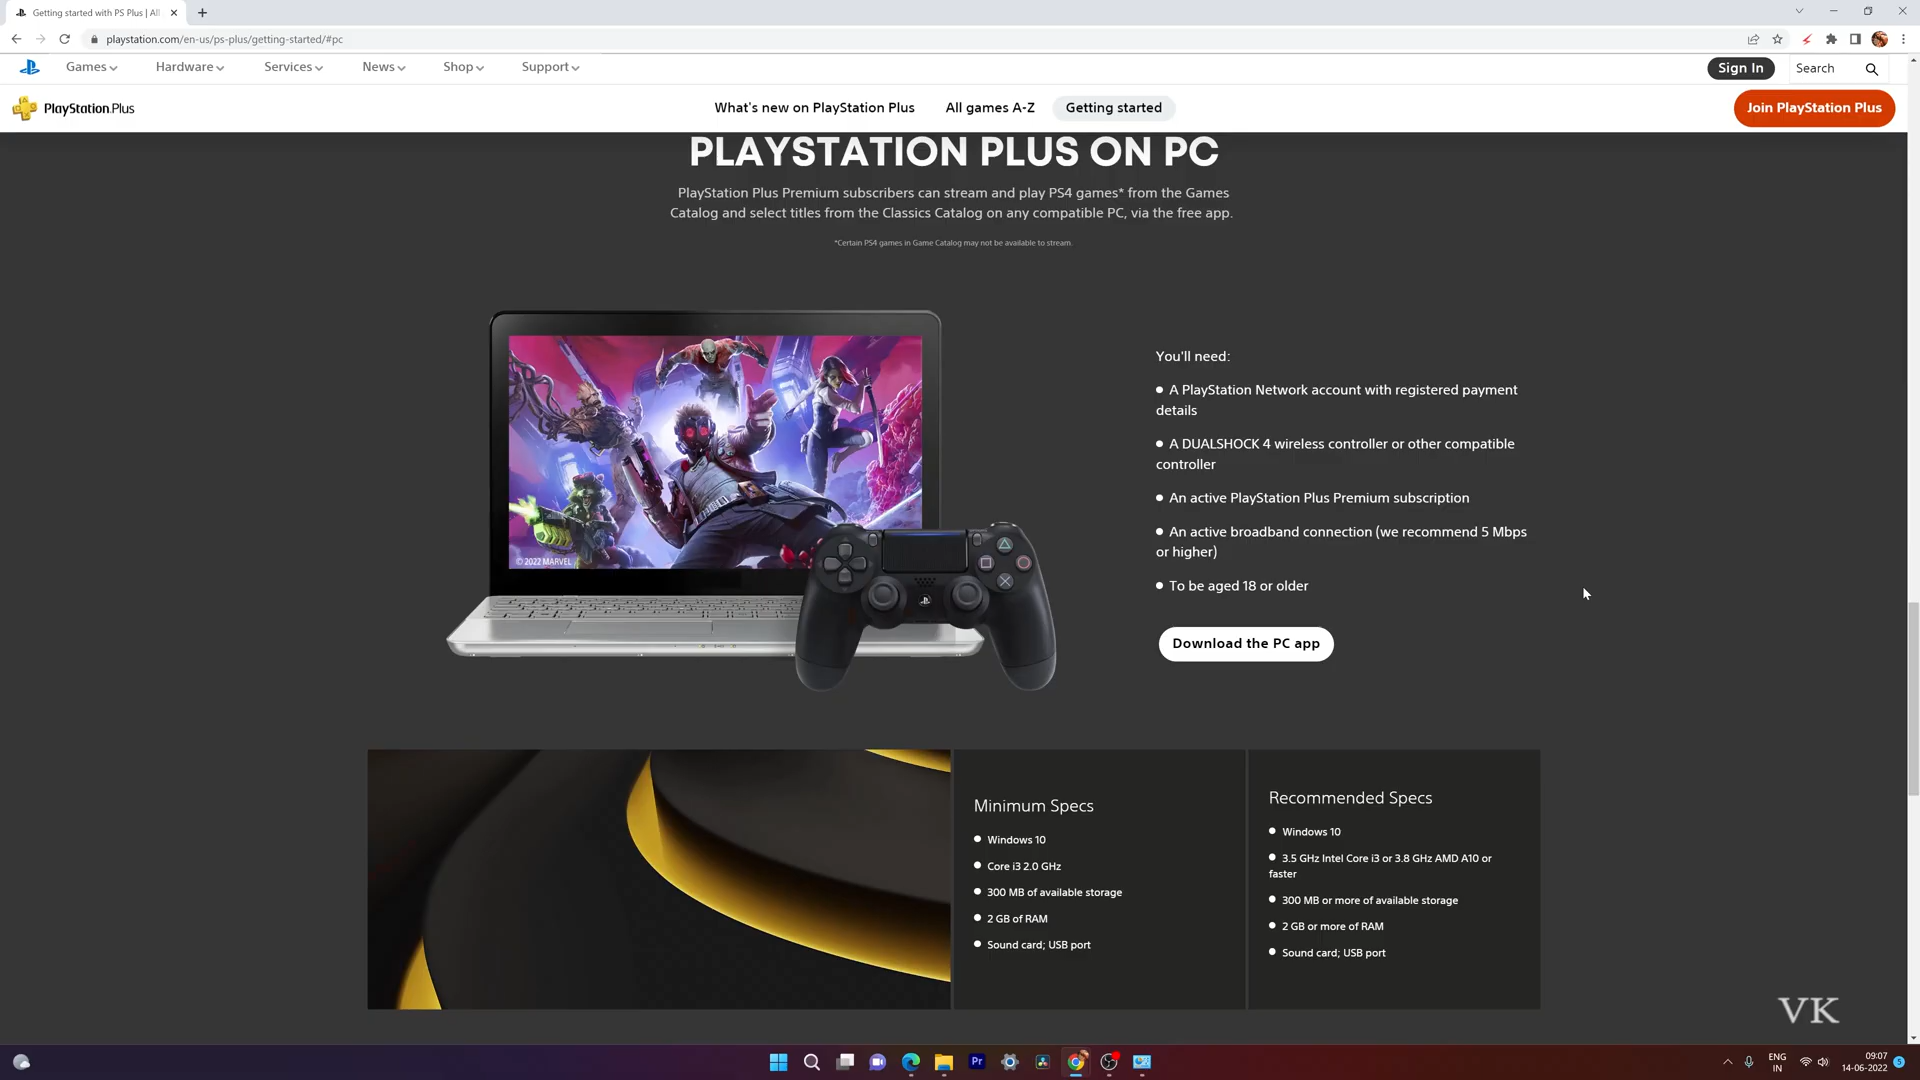 Getting started with PS Plus | All
playstation.com/en-us/ps-plus/getting-started/#pc
Games
Hardware
Services
News
Shop
Support
Sign In
Search
PlayStation.Plus
What's new on PlayStation Plus
All games A-Z
Getting started
Join PlayStation Plus
PLAYSTATION PLUS ON PC
PlayStation Plus Premium subscribers can stream and play PS4 games* from the Games
Catalog and select titles from the Classics Catalog on any compatible PC, via the free app.
*Certain PS4 games in Game Catalog may not be available to stream.
© 2022 MARVEL
You'll need:
• A PlayStation Network account with registered payment
details
• A DUALSHOCK 4 wireless controller or other compatible
controller
• An active PlayStation Plus Premium subscription
• An active broadband connection (we recommend 5 Mbps
or higher)
• To be aged 18 or older
Download the PC app
Minimum Specs
• Windows 10
• Core i3 2.0 GHz
• 300 MB of available storage
• 2 GB of RAM
• Sound card; USB port
Recommended Specs
• Windows 10
• 3.5 GHz Intel Core i3 or 3.8 GHz AMD A10 or
faster
• 300 MB or more of available storage
• 2 GB or more of RAM
• Sound card; USB port
VK
Pr
ENG
IN
09:07
14-06-2022
5